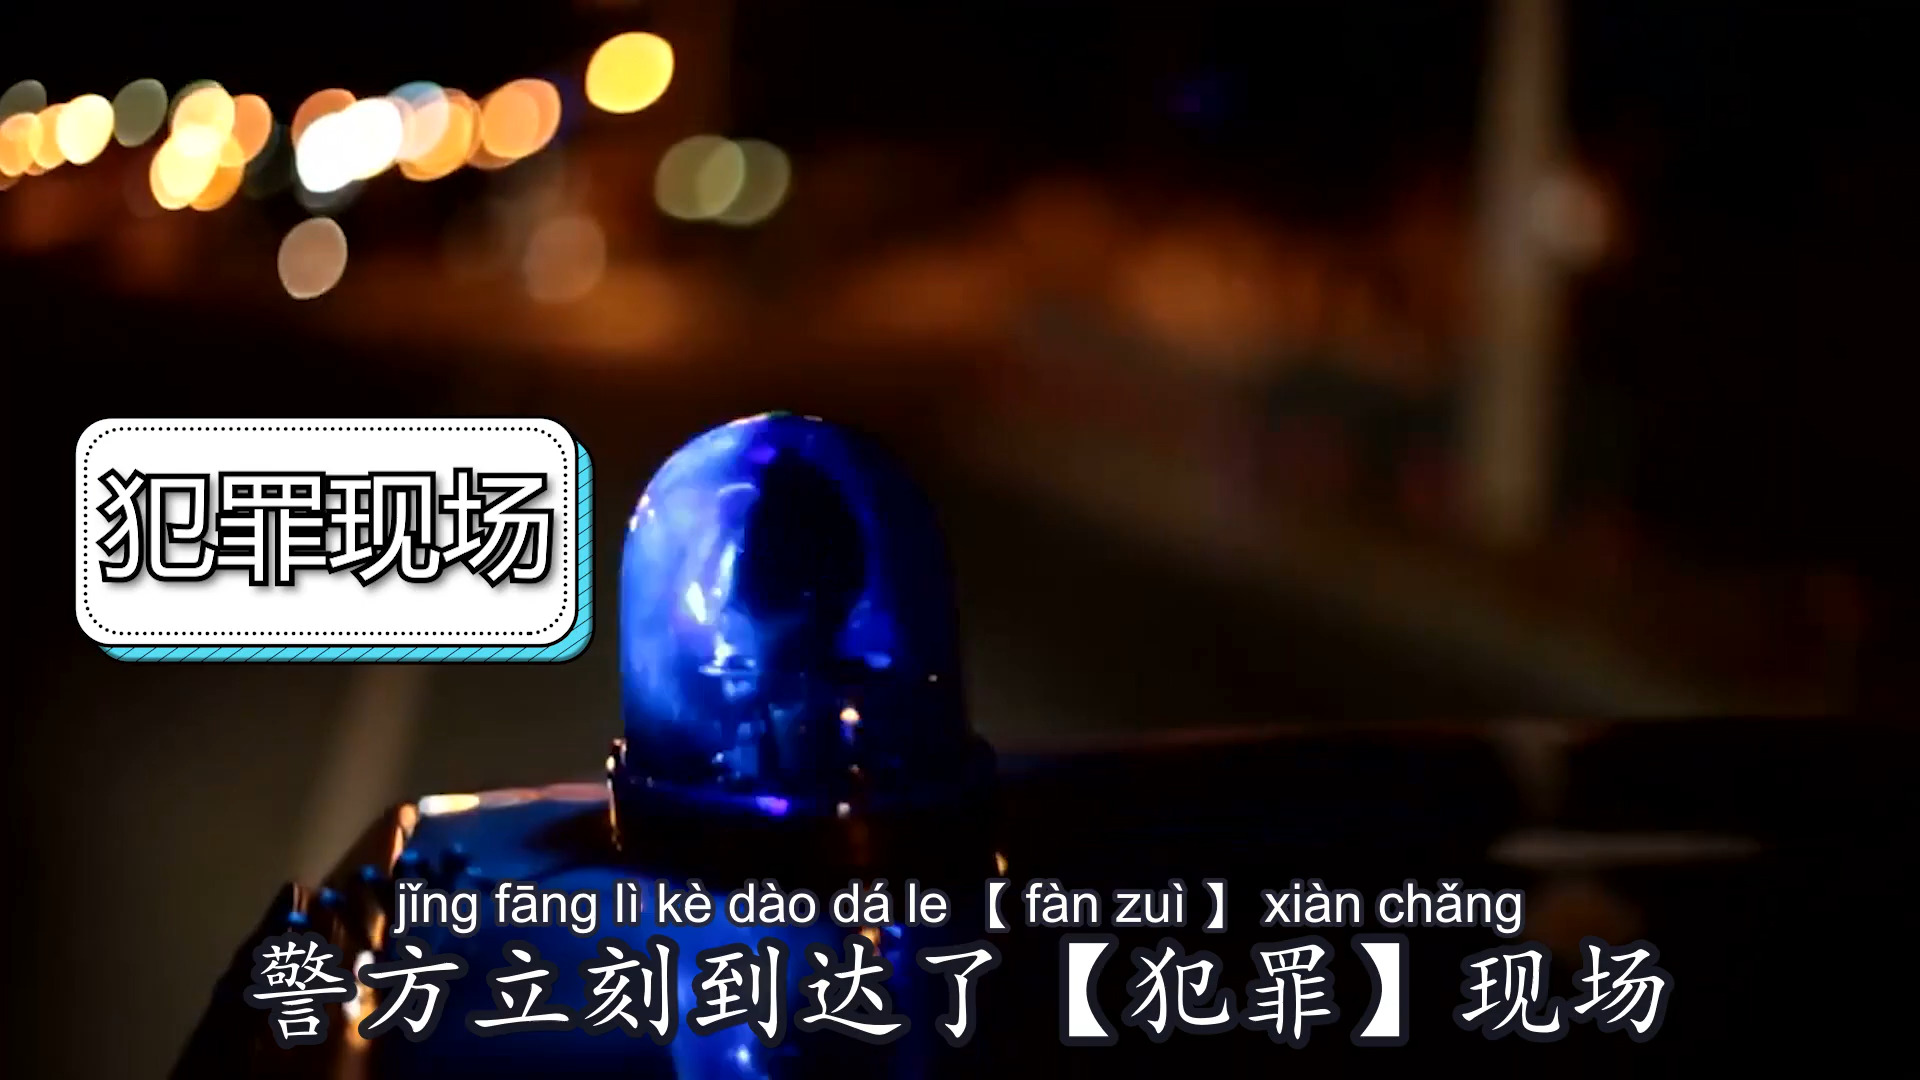 犯罪现场
jǐng fāng lì kè dào dá le 【 fàn zuì 】 xiàn chǎng
警方立刻到达了【犯罪】现场